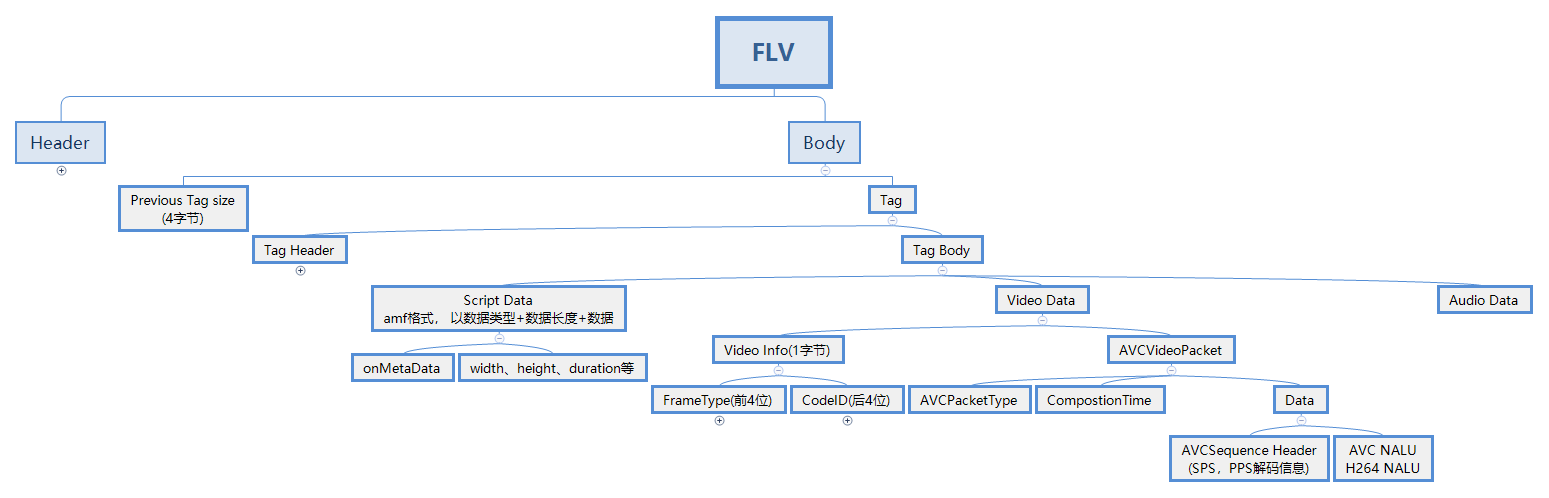 FLV
Header
Body
Previous Tag size
(4字节)
Tag
Tag Header
Tag Body
Script Data
amf格式， 以数据类型+数据长度+数据
Video Data
Audio Data
onMetaData
width、height、duration等
Video Info(1字节)
AVCVideoPacket
FrameType(前4位)
CodeID(后4位)
AVCPacketType
CompostionTime
Data
AVCSequence Header
(SPS，PPS解码信息)
AVC NALU
H264 NALU